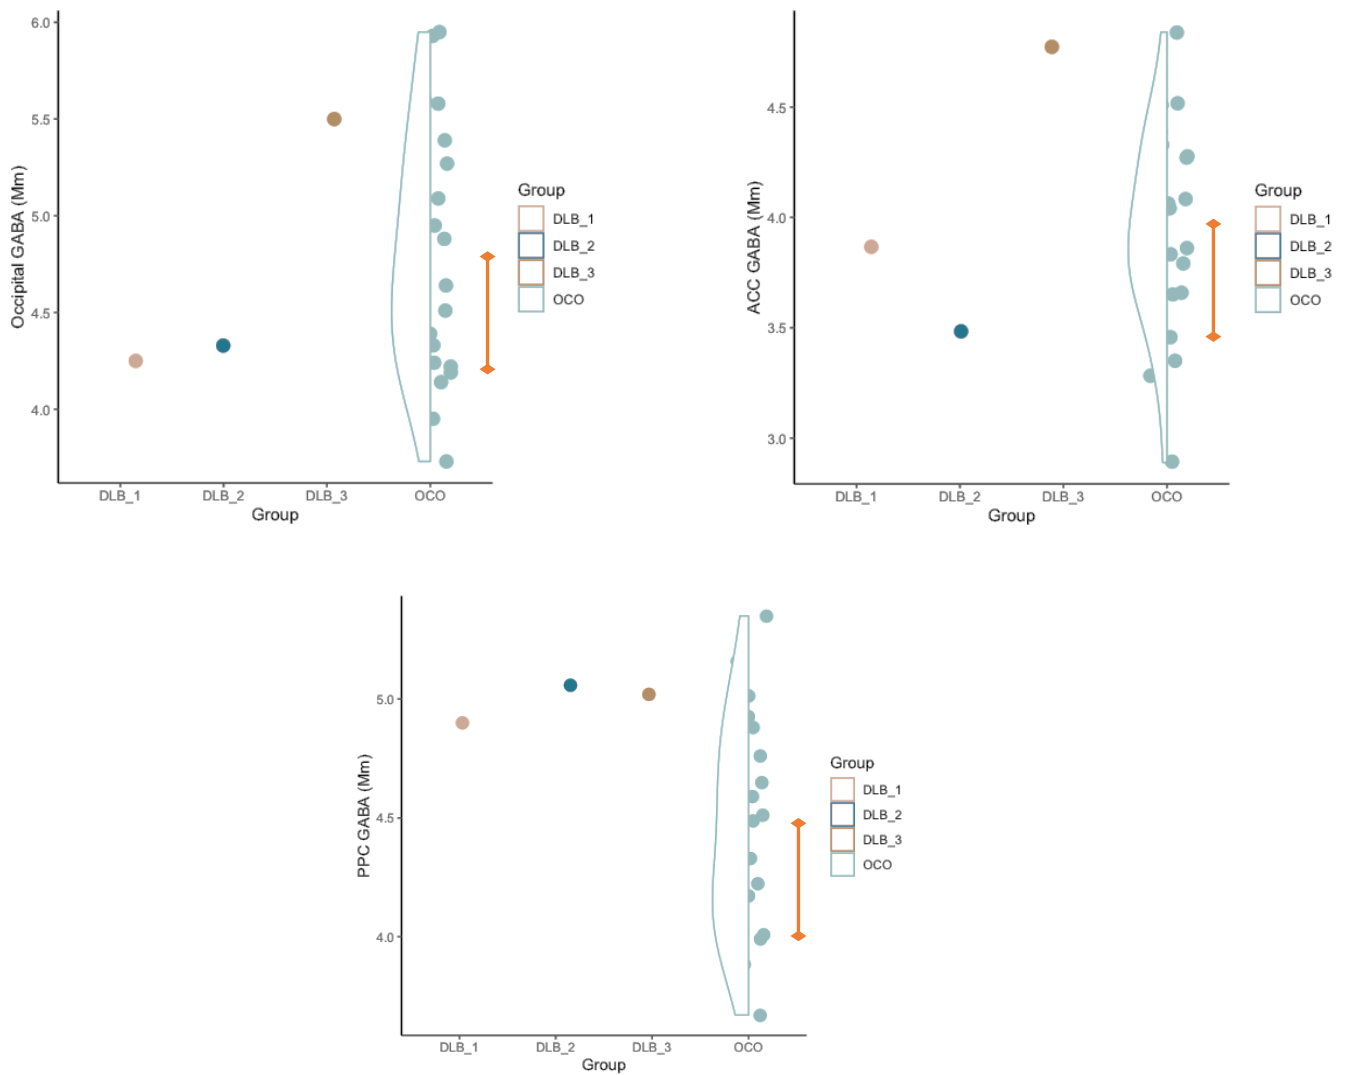 Occipital GABA (Mm)
6.0
5.5
5.0
4.5
4.0
DLB_1
DLB_2
DLB_3
OCO
Group
Group
DLB_1
DLB_2
DLB_3
OCO
ACC GABA (Mm)
4.5
4.0
3.5
3.0
DLB_1
DLB_2
DLB_3
OCO
Group
Group
DLB_1
DLB_2
DLB_3
OCO
PPC GABA (Mm)
5.0
4.5
4.0
DLB_1
DLB_2
DLB_3
OCO
Group
Group
DLB_1
DLB_2
DLB_3
OCO